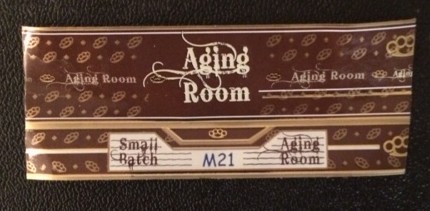 Aging
Room
Aging Room
Aging Room
Small
Batch
M21
Aging
Room